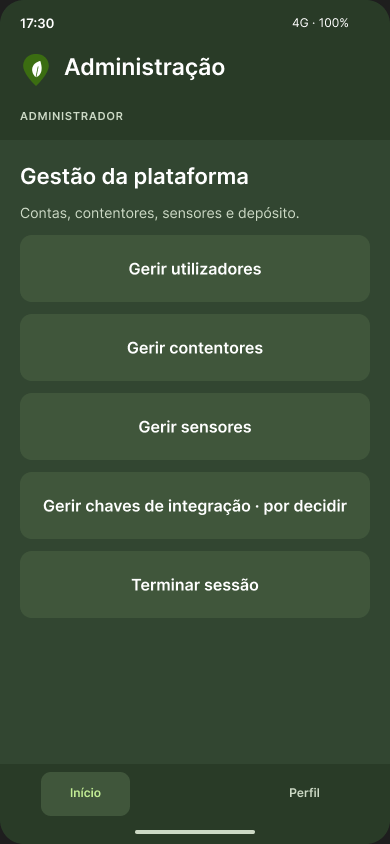 17:30
4G · 100%
Administração
ADMINISTRADOR
Gestão da plataforma
Contas, contentores, sensores e depósito.
Gerir utilizadores
Gerir contentores
Gerir sensores
Gerir chaves de integração · por decidir
Terminar sessão
Início
Perfil